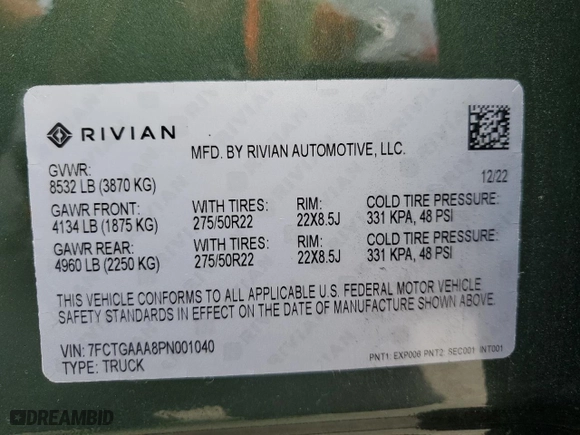 RIVIAN
MFD. BY RIVIAN AUTOMOTIVE, LLC.
GVWR:
8532 LB (3870 KG)
12/22
GAWR FRONT: WITH TIRES: RIM: COLD TIRE PRESSURE:
4134 LB (1875 KG) 275/50R22 22X8.5J 331 KPA, 48 PSI
GAWR REAR: WITH TIRES: RIM: COLD TIRE PRESSURE:
4960 LB (2250 KG) 275/50R22 22X8.5J 331 KPA, 48 PSI
THIS VEHICLE CONFORMS TO ALL APPLICABLE U.S. FEDERAL MOTOR VEHICLE
SAFETY STANDARDS IN EFFECT ON THE DATE OF MANUFACTURE SHOWN ABOVE.
VIN: 7FCTGAAA8PN001040
TYPE: TRUCK
PNT1: EXP006 PNT2: SEC001 INT001
DREAMBID